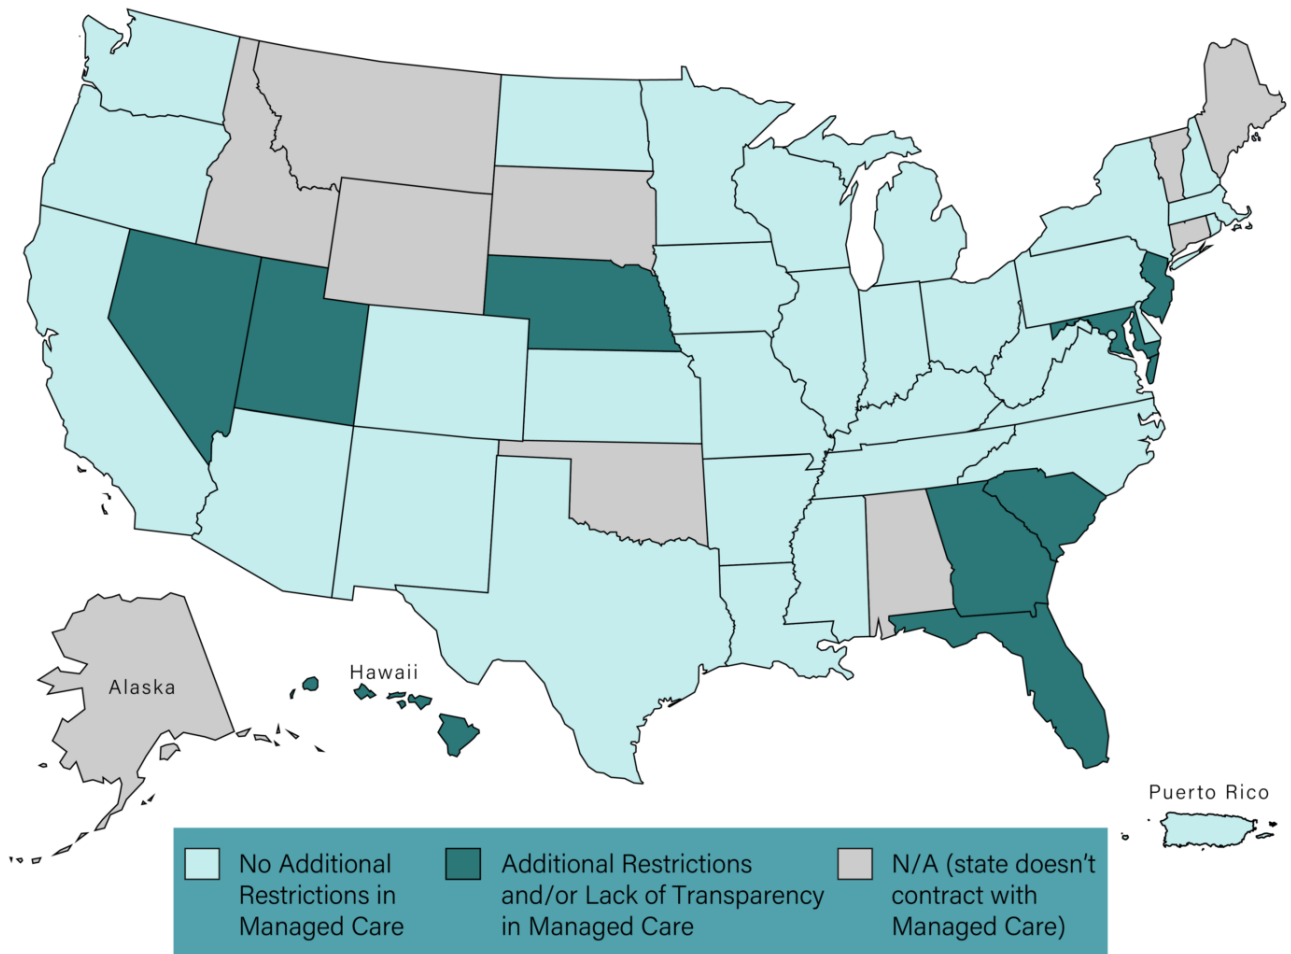 Alaska
Hawaii
Puerto Rico
No Additional
Restrictions in
Managed Care
Additional Restrictions
and/or Lack of Transparency
in Managed Care
N/A (state doesn't
contract with
Managed Care)